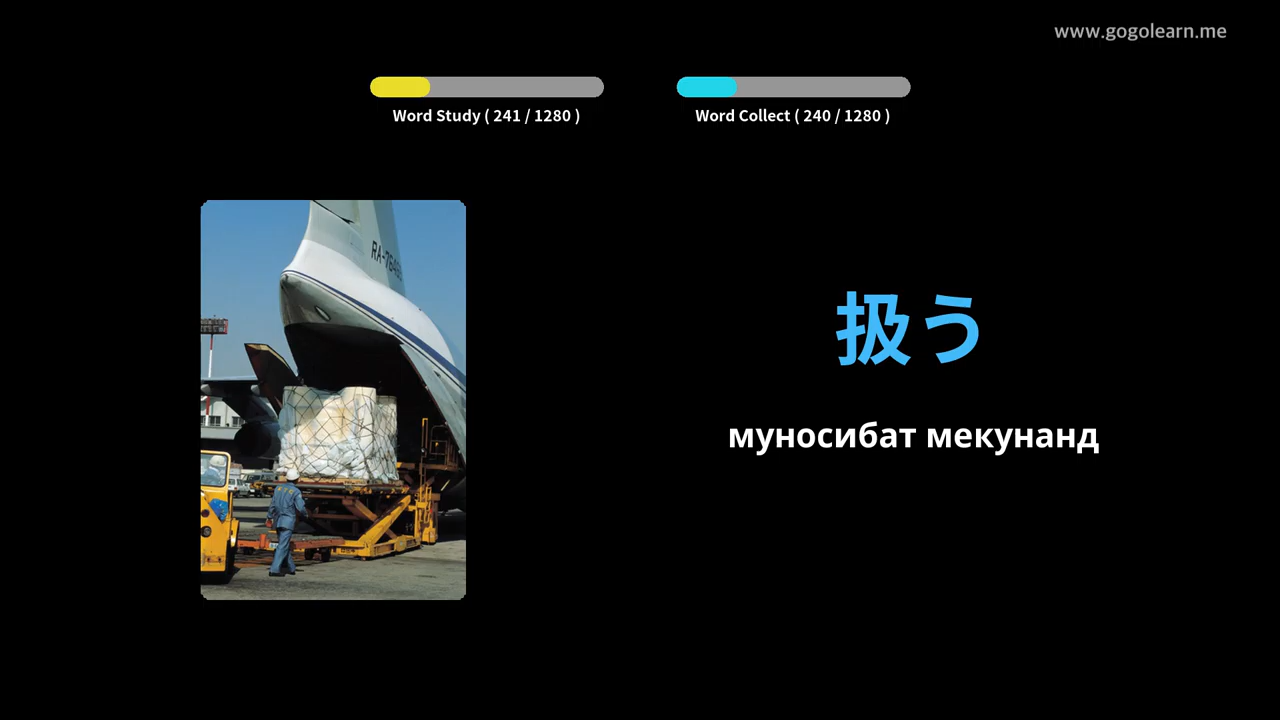 www.gogolearn.me
Word Study ( 241 / 1280 )
Word Collect ( 240 / 1280 )
扱う
муносибат мекунанд